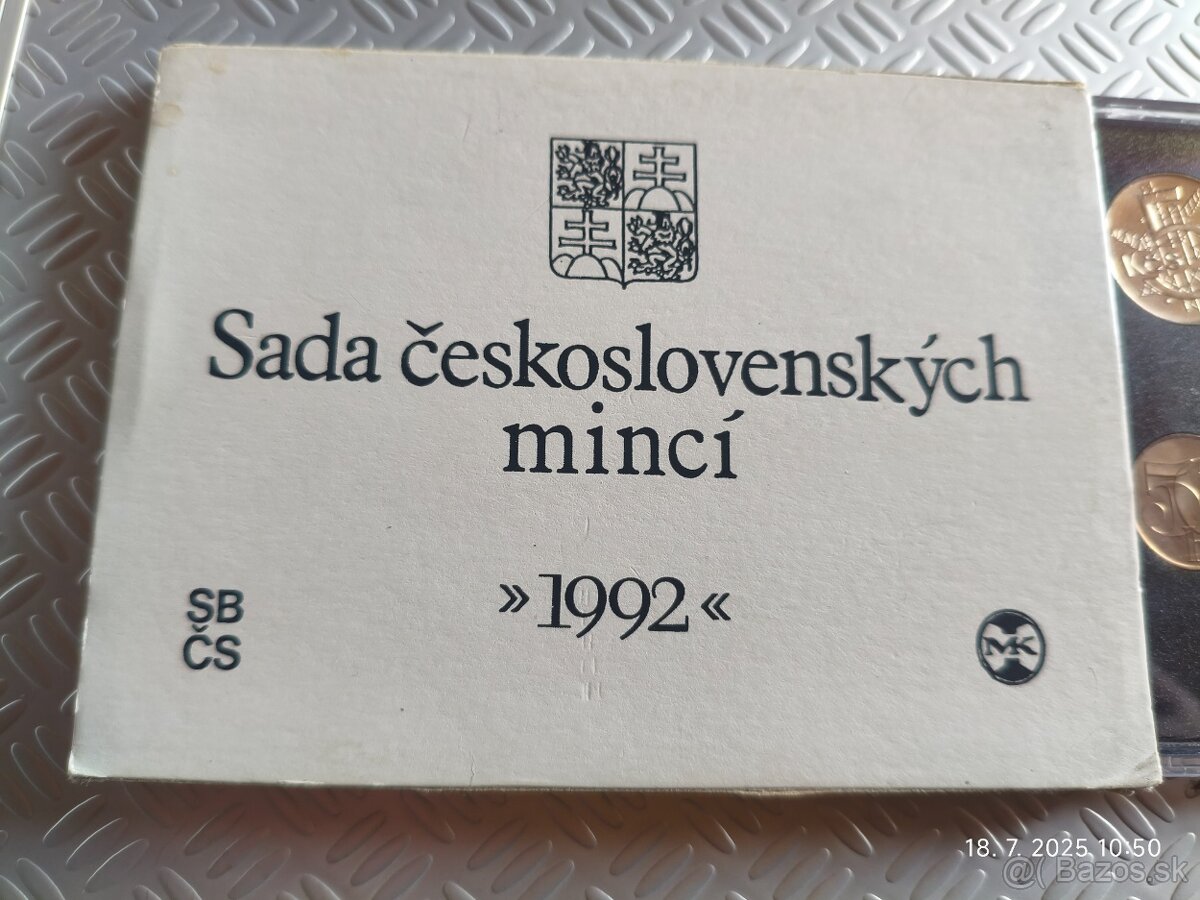 Sada československých
mincí
» 1992 «
SB
ČS
MK
18. 7. 2025 10:50
@( Bazos.sk